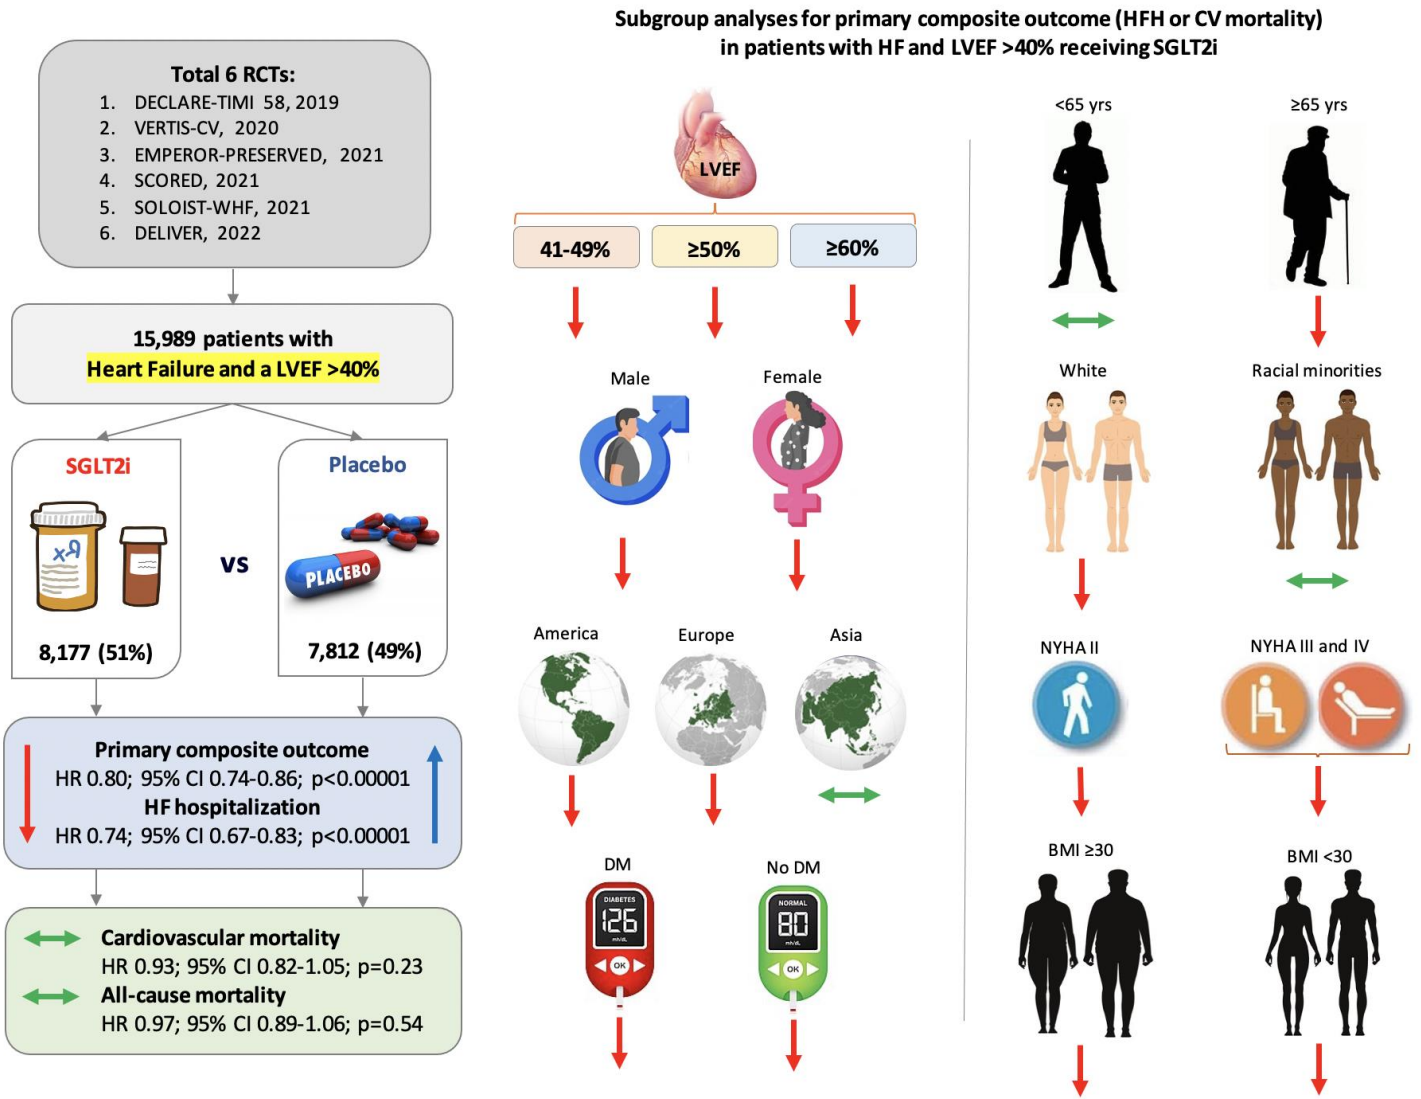 Subgroup analyses for primary composite outcome (HFH or CV mortality)
in patients with HF and LVEF >40% receiving SGLT2i
Total 6 RCTs:
1. DECLARE-TIMI 58, 2019
2. VERTIS-CV, 2020
3. EMPEROR-PRESERVED, 2021
4. SCORED, 2021
5. SOLOIST-WHF, 2021
6. DELIVER, 2022
15,989 patients with
Heart Failure and a LVEF >40%
SGLT2i
Placebo
VS
PLACEBO
8,177 (51%)
7,812 (49%)
Primary composite outcome
HR 0.80; 95% CI 0.74-0.86; p<0.00001
HF hospitalization
HR 0.74; 95% CI 0.67-0.83; p<0.00001
Cardiovascular mortality
HR 0.93; 95% CI 0.82-1.05; p=0.23
All-cause mortality
HR 0.97; 95% CI 0.89-1.06; p=0.54
LVEF
41-49%
≥50%
≥60%
Male
Female
America
Europe
Asia
DM
No DM
DIABETES
126
mh/dL
OK
NORMAL
80
mh/dL
OK
<65 yrs
≥65 yrs
White
Racial minorities
NYHA II
NYHA III and IV
BMI ≥30
BMI <30